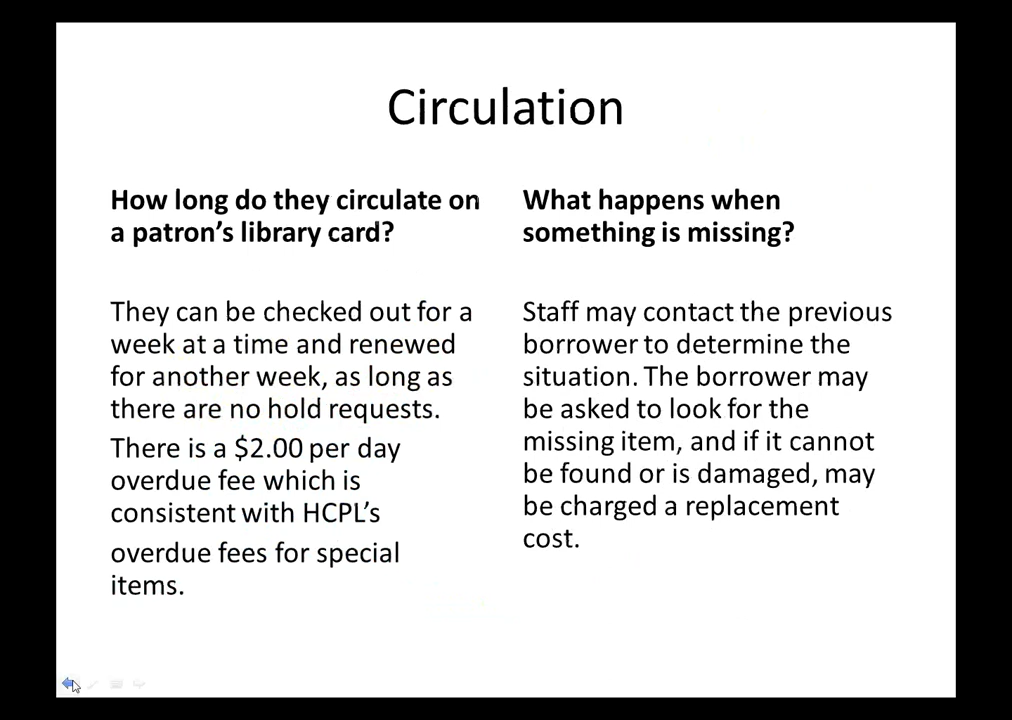 Circulation
How long do they circulate on
a patron's library card?
They can be checked out for a
week at a time and renewed
for another week, as long as
there are no hold requests.
There is a $2.00 per day
overdue fee which is
consistent with HCPL's
overdue fees for special
items.
What happens when
something is missing?
Staff may contact the previous
borrower to determine the
situation. The borrower may
be asked to look for the
missing item, and if it cannot
be found or is damaged, may
be charged a replacement
cost.